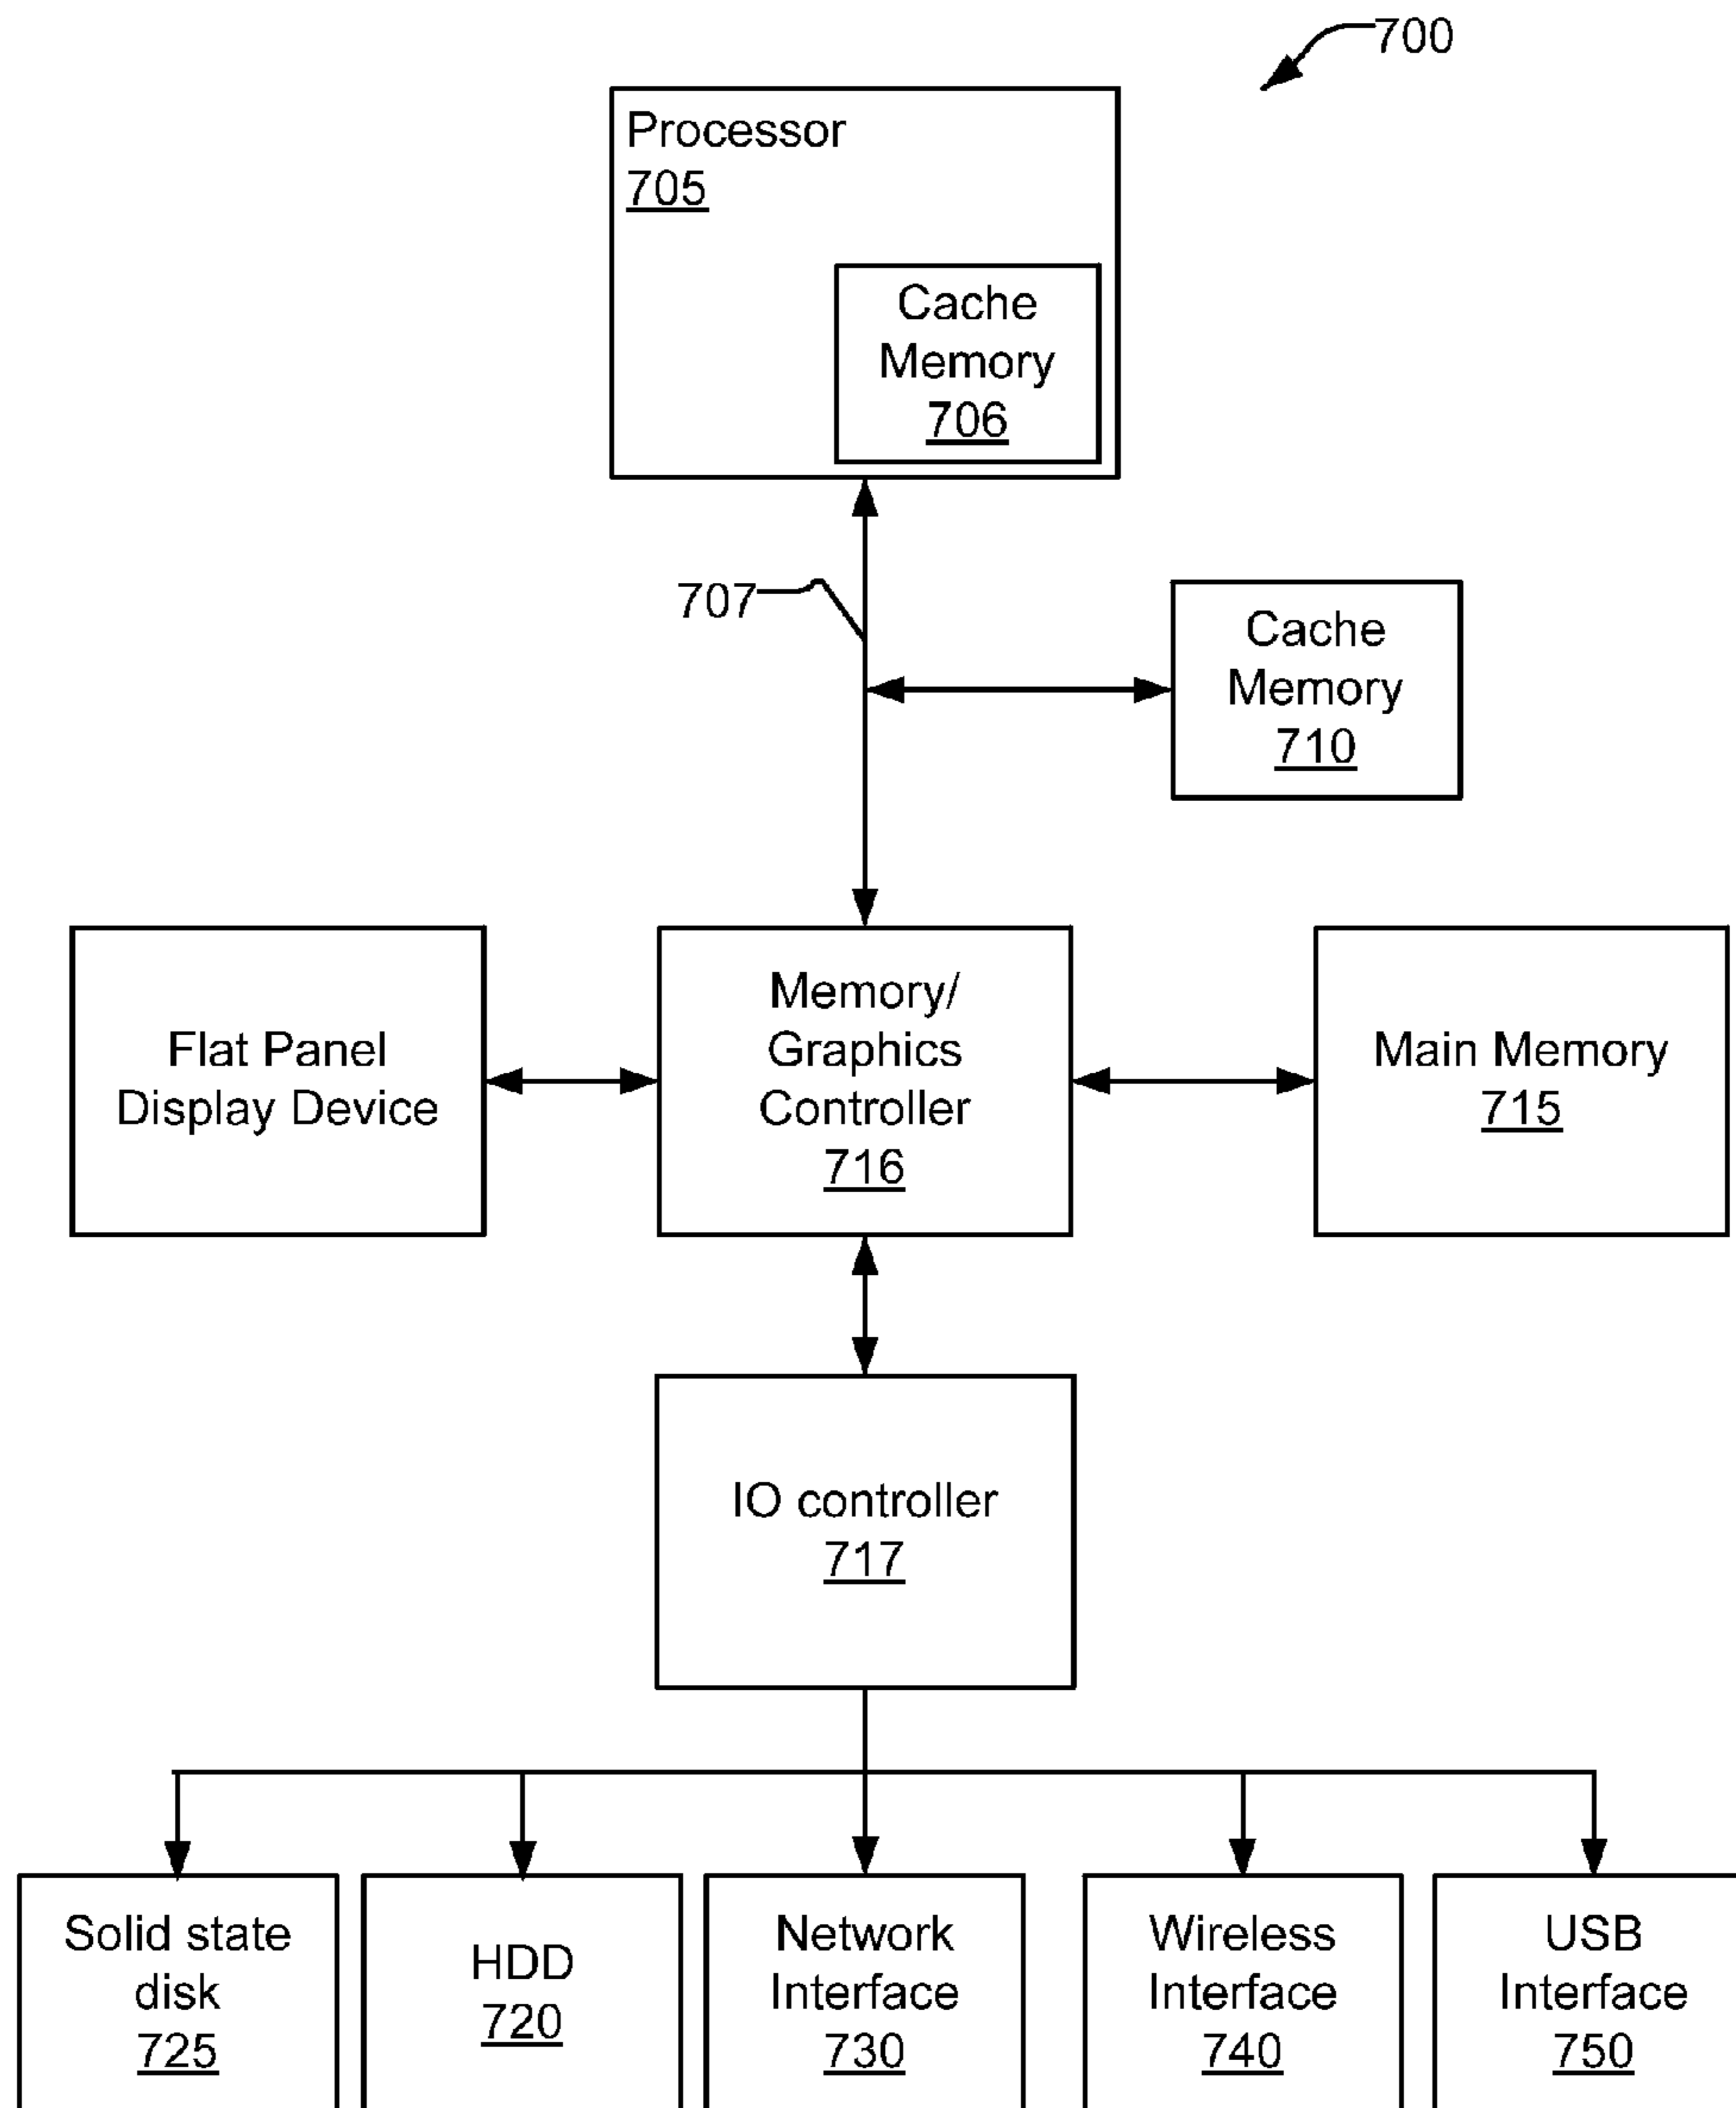 700
Processor
705
Cache
Memory
706
707
Cache
Memory
710
Flat Panel
Display Device
Memory/
Graphics
Controller
716
Main Memory
715
IO controller
717
Solid state
disk
725
HDD
720
Network
Interface
730
Wireless
Interface
740
USB
Interface
750